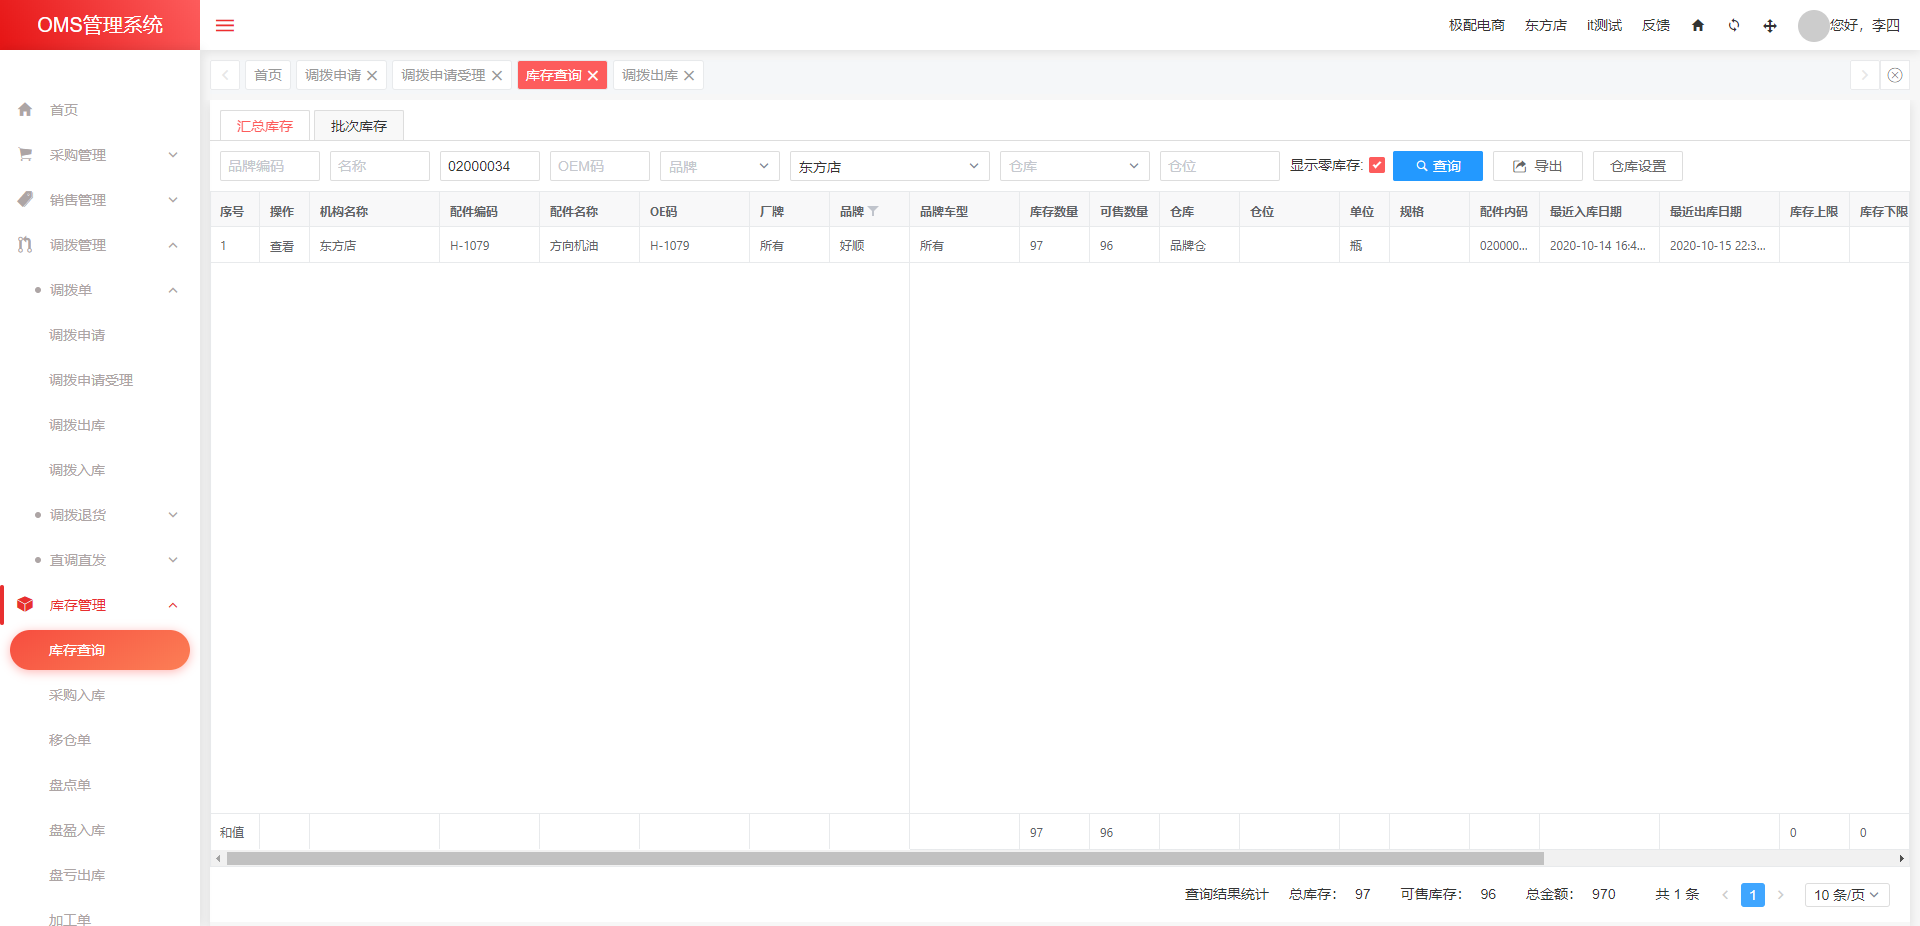 OMS管理系统
极配电商 东方店 it测试 反馈 您好，李四
首页 调拨申请 调拨申请受理 库存查询 调拨出库
首页
采购管理
销售管理
调拨管理
调拨单
调拨申请
调拨申请受理
调拨出库
调拨入库
调拨退货
直调直发
库存管理
库存查询
采购入库
移仓单
盘点单
盘盈入库
盘亏出库
加工单
汇总库存 批次库存
品牌编码 名称 02000034 OEM码 品牌 东方店 仓库 仓位 显示零库存: 查询 导出 仓库设置
序号 操作 机构名称 配件编码 配件名称 OE码 厂牌 品牌 品牌车型 库存数量 可售数量 仓库 仓位 单位 规格 配件内码 最近入库日期 最近出库日期 库存上限 库存下限
1 查看 东方店 H-1079 方向机油 H-1079 所有 好顺 所有 97 96 品牌仓 瓶 020000... 2020-10-14 16:4... 2020-10-15 22:3...
和值 97 96 0 0
查询结果统计 总库存： 97 可售库存： 96 总金额： 970 共 1 条 1 10 条/页